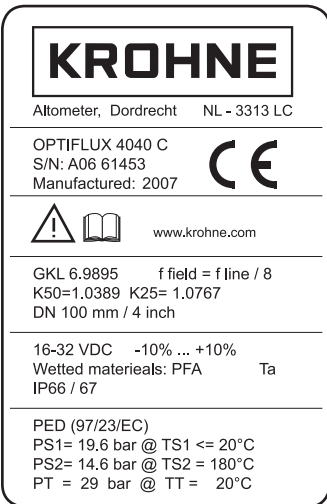 KROHNE
Altometer, Dordrecht NL - 3313 LC
OPTIFLUX 4040 C
S/N: A06 61453
Manufactured: 2007
CE
www.krohne.com
GKL 6.9895 f field = f line / 8
K50=1.0389 K25= 1.0767
DN 100 mm / 4 inch
16-32 VDC -10% ... +10%
Wetted materieals: PFA Ta
IP66 / 67
PED (97/23/EC)
PS1= 19.6 bar @ TS1 <= 20°C
PS2= 14.6 bar @ TS2 = 180°C
PT = 29 bar @ TT = 20°C